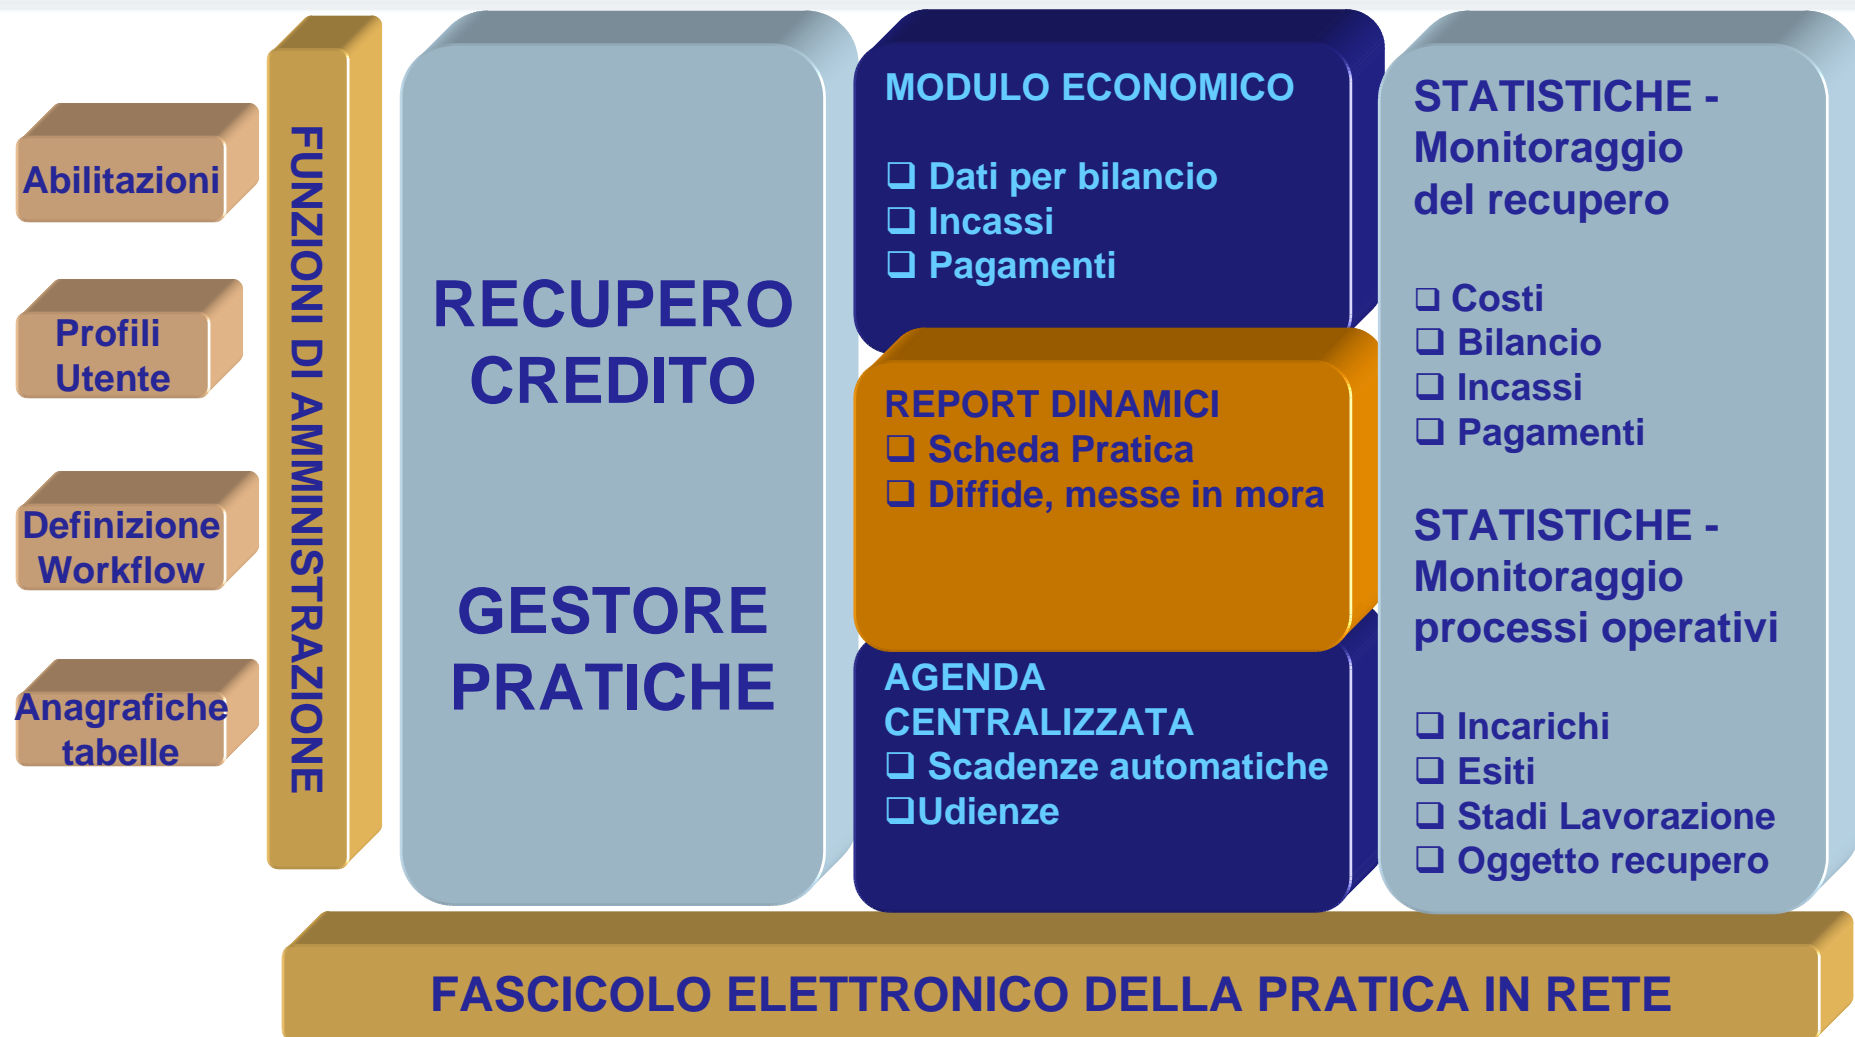 Abilitazioni
Profili
Utente
Definizione
Workflow
Anagrafiche
tabelle
FUNZIONI DI AMMINISTRAZIONE
RECUPERO
CREDITO
GESTORE
PRATICHE
MODULO ECONOMICO
❑ Dati per bilancio
❑ Incassi
❑ Pagamenti
REPORT DINAMICI
❑ Scheda Pratica
❑ Diffide, messe in mora
AGENDA
CENTRALIZZATA
❑ Scadenze automatiche
❑Udienze
STATISTICHE -
Monitoraggio
del recupero
❑ Costi
❑ Bilancio
❑ Incassi
❑ Pagamenti
STATISTICHE -
Monitoraggio
processi operativi
❑ Incarichi
❑ Esiti
❑ Stadi Lavorazione
❑ Oggetto recupero
FASCICOLO ELETTRONICO DELLA PRATICA IN RETE